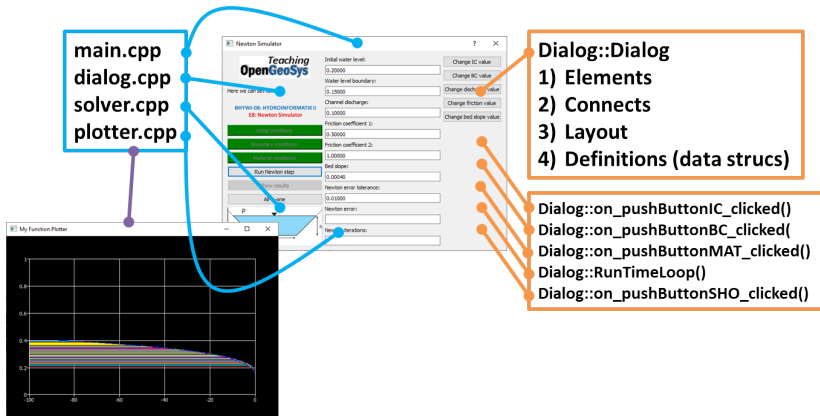 main.cpp
dialog.cpp
solver.cpp
plotter.cpp
Newton Simulator
? ×
Teaching
OpenGeoSys
Here we can set
BHYWI-08: HYDROINFORMATIK II
E8: Newton Simulator
Initial conditions
Boundary conditions
Material conditions
Run Newton step
Show results
P
Initial water level:
0.20000
Water level boundary:
0.15000
Channel discharge:
0.10000
Friction coefficient 1:
0.50000
Friction coefficient 2:
1.00000
Bed slope:
0.00040
Newton error tolerance:
0.01000
Newton error:
Change IC value
Change BC value
Change value
Change friction value
Change bed slope value
Dialog::Dialog
1) Elements
2) Connects
3) Layout
4) Definitions (data strucs)
Dialog::on_pushButtonIC_clicked()
Dialog::on_pushButtonBC_clicked(
Dialog::on_pushButtonMAT_clicked()
Dialog::RunTimeLoop()
Dialog::on_pushButtonSHO_clicked()
My Function Plotter
1
0.8
0.6
0.4
0.2
0
-100 -80 -60 -40 -20 0